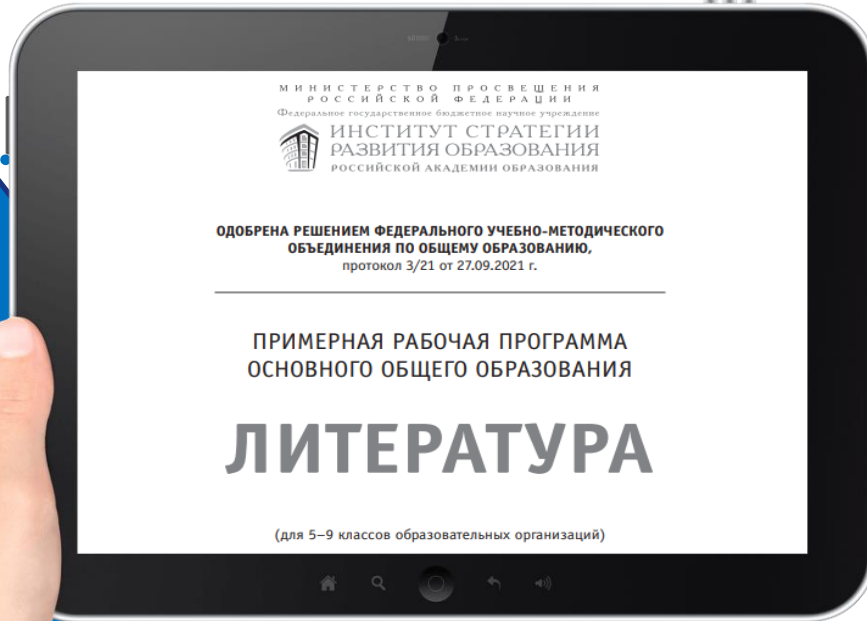 МИНИСТЕРСТВО ПРОСВЕЩЕНИЯ
РОССИЙСКОЙ ФЕДЕРАЦИИ
Федеральное государственное бюджетное научное учреждение
ИНСТИТУТ СТРАТЕГИИ
РАЗВИТИЯ ОБРАЗОВАНИЯ
РОССИЙСКОЙ АКАДЕМИИ ОБРАЗОВАНИЯ
ОДОБРЕНА РЕШЕНИЕМ ФЕДЕРАЛЬНОГО УЧЕБНО-МЕТОДИЧЕСКОГО
ОБЪЕДИНЕНИЯ ПО ОБЩЕМУ ОБРАЗОВАНИЮ,
протокол 3/21 от 27.09.2021 г.
ПРИМЕРНАЯ РАБОЧАЯ ПРОГРАММА
ОСНОВНОГО ОБЩЕГО ОБРАЗОВАНИЯ
ЛИТЕРАТУРА
(для 5–9 классов образовательных организаций)